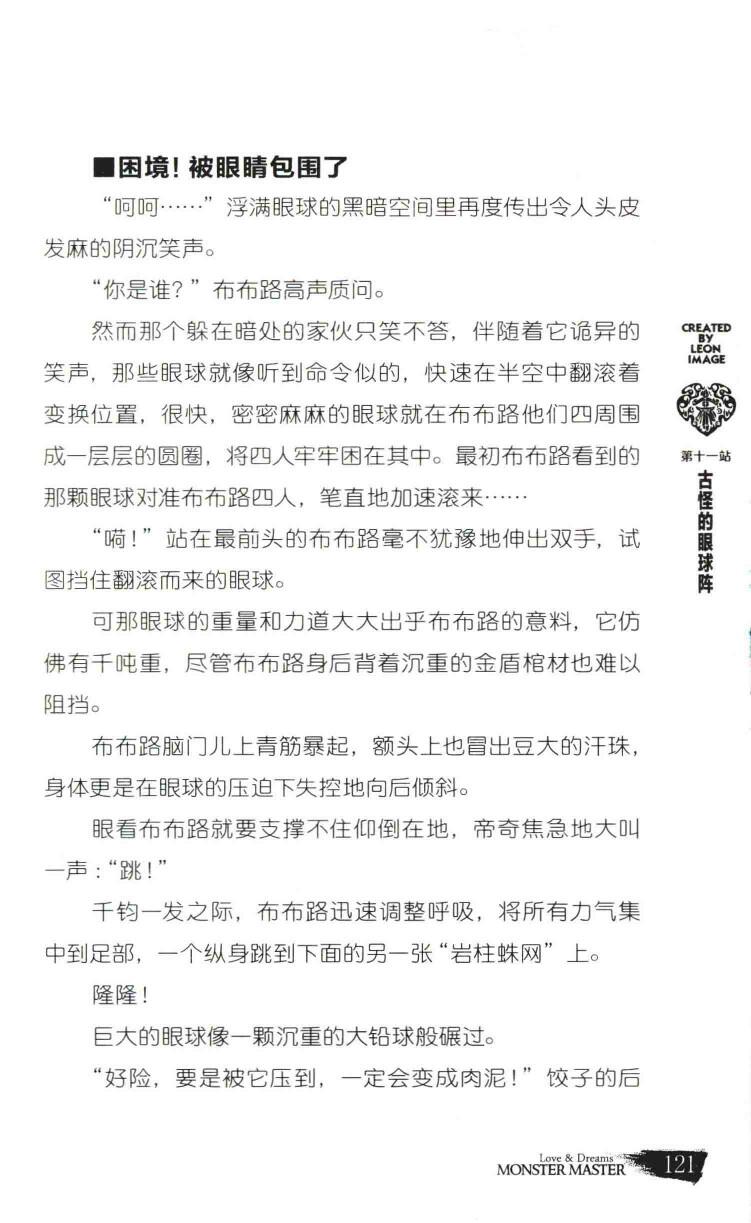 ■困境！被眼睛包围了
“呵呵……”浮满眼球的黑暗空间里再度传出令人头皮
发麻的阴沉笑声。
“你是谁？”布布路高声质问。
然而那个躲在暗处的家伙只笑不答，伴随着它诡异的
笑声，那些眼球就像听到命令似的，快速在半空中翻滚着
变换位置，很快，密密麻麻的眼球就在布布路他们四周围
成一层层的圆圈，将四人牢牢困在其中。最初布布路看到的
那颗眼球对准布布路四人，笔直地加速滚来……
“嗬！”站在最前头的布布路毫不犹豫地伸出双手，试
图挡住翻滚而来的眼球。
可那眼球的重量和力道大大出乎布布路的意料，它仿
佛有千吨重，尽管布布路身后背着沉重的金盾棺材也难以
阻挡。
布布路脑门儿上青筋暴起，额头上也冒出豆大的汗珠，
身体更是在眼球的压迫下失控地向后倾斜。
眼看布布路就要支撑不住仰倒在地，帝奇焦急地大叫
一声：“跳！”
千钧一发之际，布布路迅速调整呼吸，将所有力气集
中到足部，一个纵身跳到下面的另一张“岩柱蛛网”上。
隆隆！
巨大的眼球像一颗沉重的大铅球般碾过。
“好险，要是被它压到，一定会变成肉泥！”饺子的后
CREATED
BY
LEON
IMAGE
第十一站
古怪的眼球阵
Love & Dreams
MONSTER MASTER
121